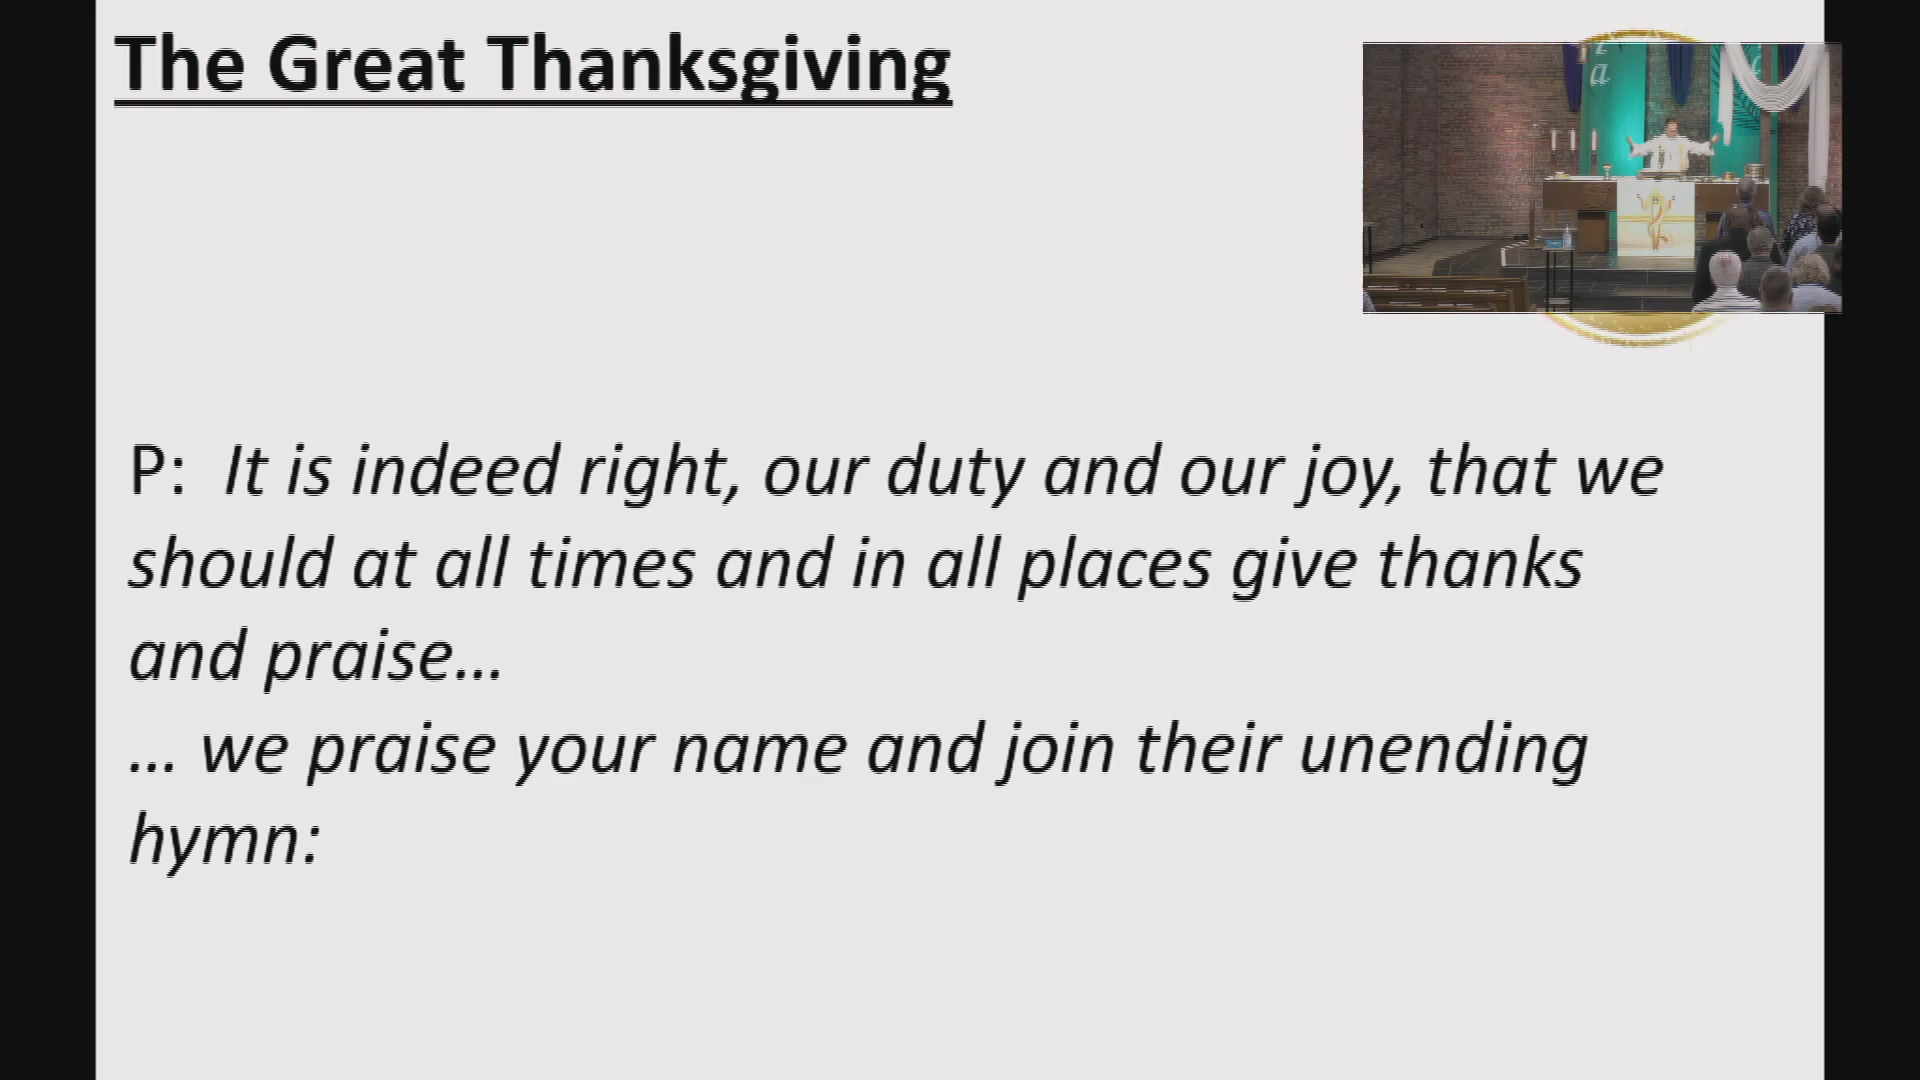 The Great Thanksgiving
P: It is indeed right, our duty and our joy, that we
should at all times and in all places give thanks
and praise...
... we praise your name and join their unending
hymn: